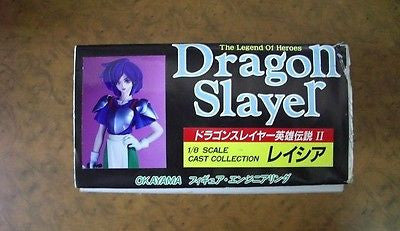 The Legend Of Heroes
Dragon
Slayer
ドラゴンスレイヤー英雄伝説 II
1/8 SCALE
CAST COLLECTION レイシア
OKAYAMA フィギュア・エンジニアリング